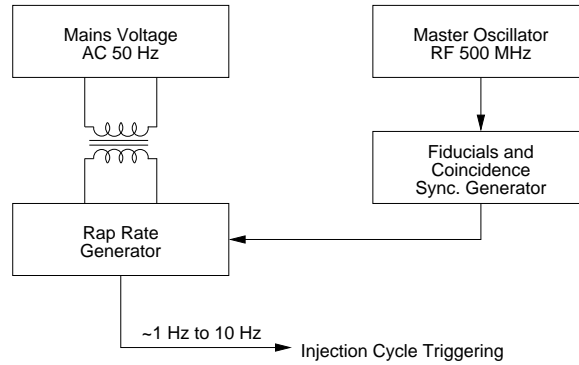 Mains Voltage
AC 50 Hz
Master Oscillator
RF 500 MHz
Fiducials and
Coincidence
Sync. Generator
Rap Rate
Generator
~1 Hz to 10 Hz
Injection Cycle Triggering